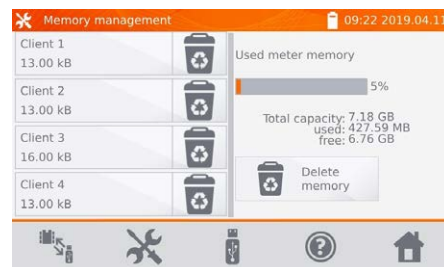 Memory management
09:22 2019.04.11
Client 1
13.00 kB
Client 2
13.00 kB
Client 3
16.00 kB
Client 4
13.00 kB
Used meter memory
5%
Total capacity: 7.18 GB
used: 427.59 MB
free: 6.76 GB
Delete
memory